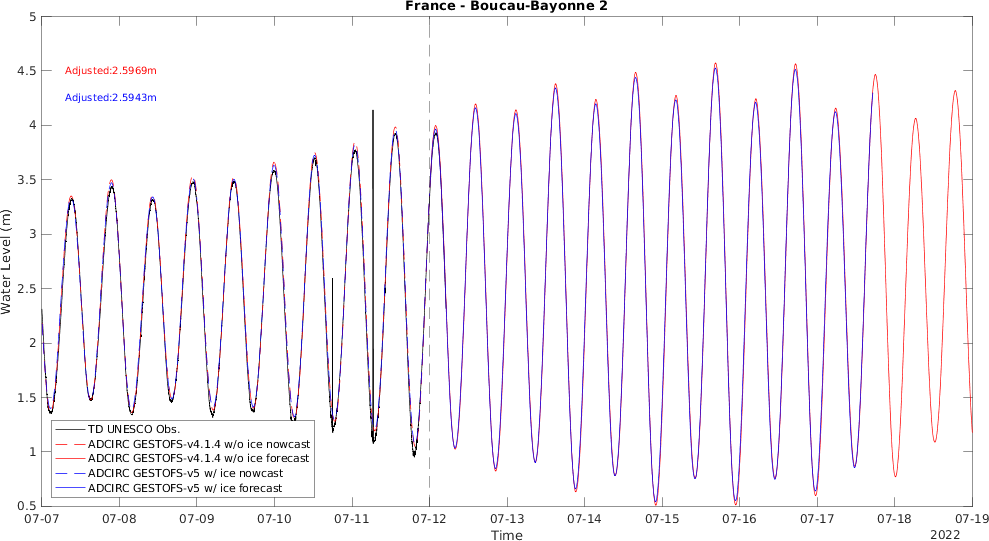 France - Boucau-Bayonne 2
Water Level (m)
5
4.5
4
3.5
3
2.5
2
1.5
1
0.5
Adjusted:2.5969m
Adjusted:2.5943m
TD UNESCO Obs.
ADCIRC GESTOFS-v4.1.4 w/o ice nowcast
ADCIRC GESTOFS-v4.1.4 w/o ice forecast
ADCIRC GESTOFS-v5 w/ ice nowcast
ADCIRC GESTOFS-v5 w/ ice forecast
07-07 07-08 07-09 07-10 07-11 07-12 07-13 07-14 07-15 07-16 07-17 07-18 07-19
Time
2022